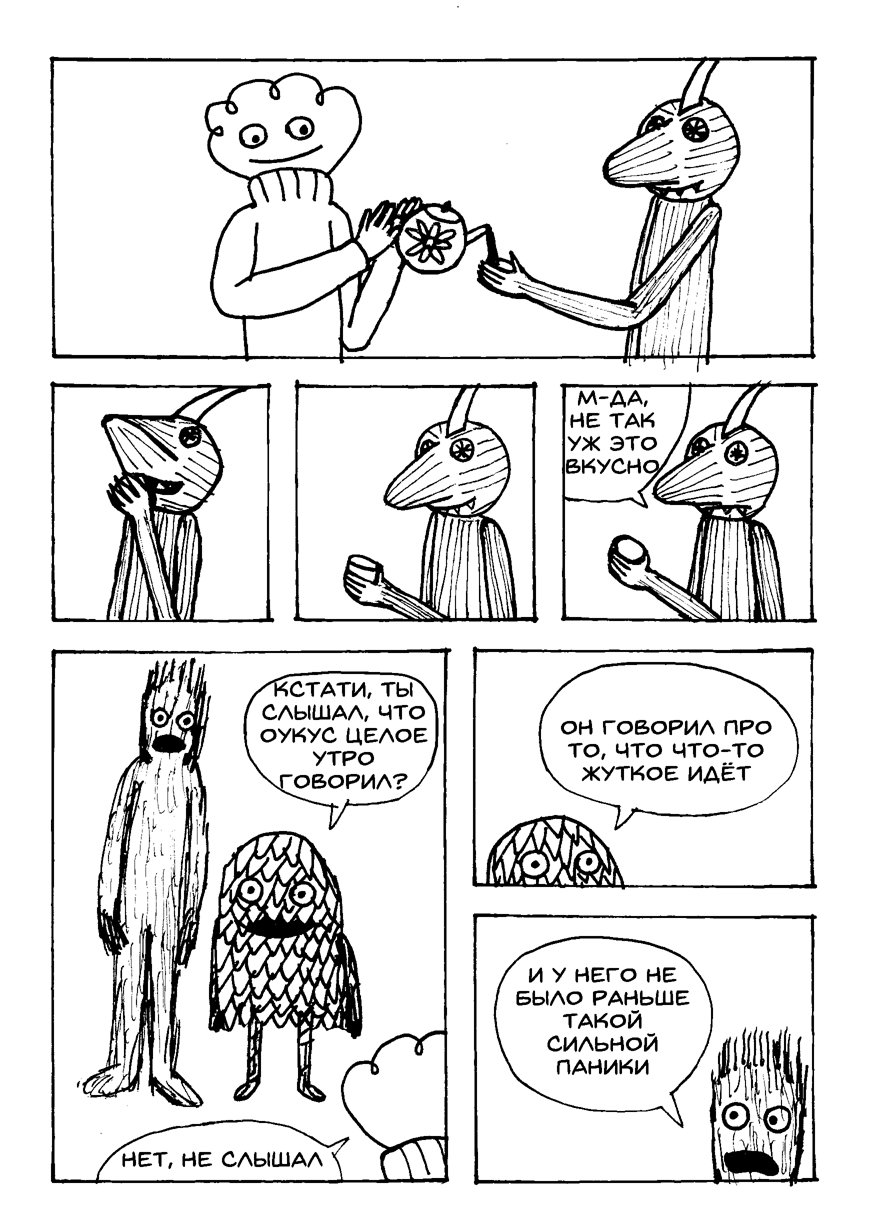 М-ДА,
НЕ ТАК
УЖ ЭТО
ВКУСНО
КСТАТИ, ТЫ
СЛЫШАЛ, ЧТО
ОУКУС ЦЕЛОЕ
УТРО
ГОВОРИЛ?
НЕТ, НЕ СЛЫШАЛ
ОН ГОВОРИЛ ПРО
ТО, ЧТО ЧТО-ТО
ЖУТКОЕ ИДЁТ
И У НЕГО НЕ
БЫЛО РАНЬШЕ
ТАКОЙ
СИЛЬНОЙ
ПАНИКИ